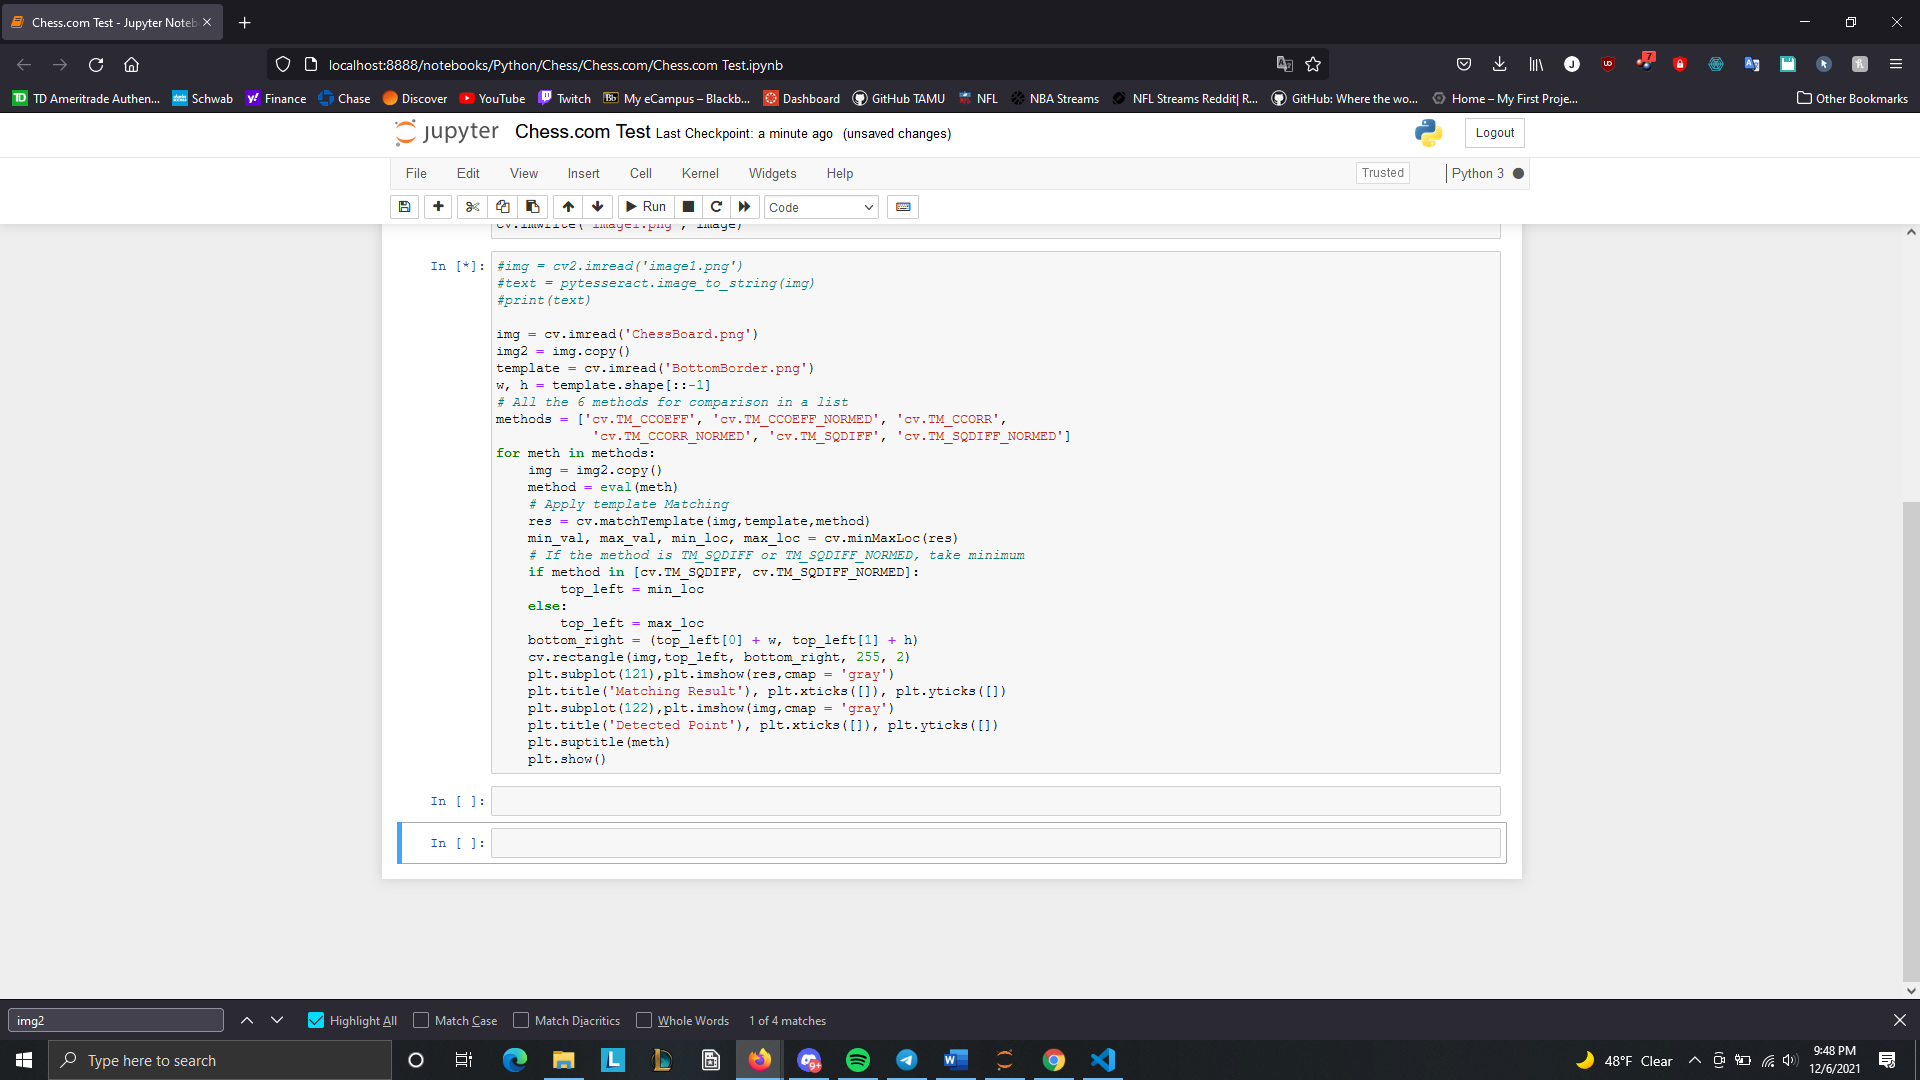 Chess.com Test - Jupyter Noteb
localhost:8888/notebooks/Python/Chess/Chess.com/Chess.com Test.ipynb
7
TD Ameritrade Authen... Schwab Finance Chase Discover YouTube Twitch My eCampus – Blackb... Dashboard GitHub TAMU NFL NBA Streams NFL Streams Reddit| R... GitHub: Where the wo... Home – My First Proje... Other Bookmarks
jupyter Chess.com Test Last Checkpoint: a minute ago (unsaved changes) Logout
File Edit View Insert Cell Kernel Widgets Help Trusted Python 3
Run Code
cv.imwrite("image1.png", image)
In [*]:
#img = cv2.imread('image1.png')
#text = pytesseract.image_to_string(img)
#print(text)
img = cv.imread('ChessBoard.png')
img2 = img.copy()
template = cv.imread('BottomBorder.png')
w, h = template.shape[::-1]
# All the 6 methods for comparison in a list
methods = ['cv.TM_CCOEFF', 'cv.TM_CCOEFF_NORMED', 'cv.TM_CCORR',
            'cv.TM_CCORR_NORMED', 'cv.TM_SQDIFF', 'cv.TM_SQDIFF_NORMED']
for meth in methods:
    img = img2.copy()
    method = eval(meth)
    # Apply template Matching
    res = cv.matchTemplate(img,template,method)
    min_val, max_val, min_loc, max_loc = cv.minMaxLoc(res)
    # If the method is TM_SQDIFF or TM_SQDIFF_NORMED, take minimum
    if method in [cv.TM_SQDIFF, cv.TM_SQDIFF_NORMED]:
        top_left = min_loc
    else:
        top_left = max_loc
    bottom_right = (top_left[0] + w, top_left[1] + h)
    cv.rectangle(img,top_left, bottom_right, 255, 2)
    plt.subplot(121),plt.imshow(res,cmap = 'gray')
    plt.title('Matching Result'), plt.xticks([]), plt.yticks([])
    plt.subplot(122),plt.imshow(img,cmap = 'gray')
    plt.title('Detected Point'), plt.xticks([]), plt.yticks([])
    plt.suptitle(meth)
    plt.show()
In [ ]:
In [ ]:
img2 Highlight All Match Case Match Diacritics Whole Words 1 of 4 matches
Type here to search
9+
48°F Clear
9:48 PM
12/6/2021